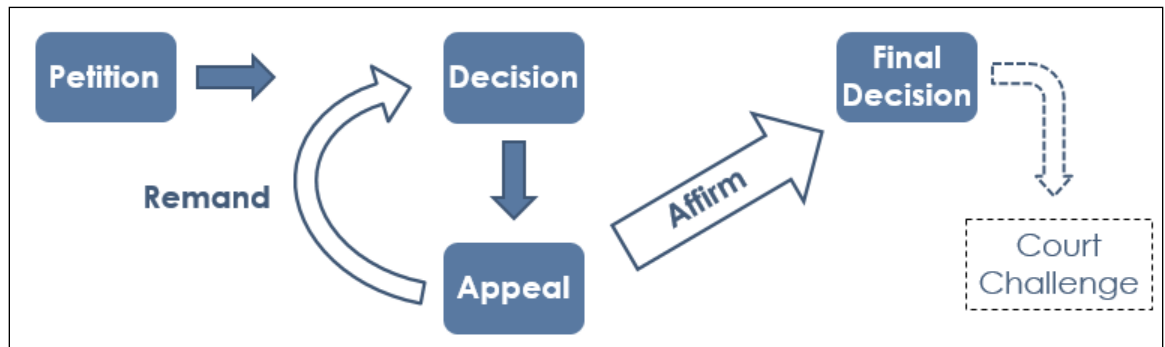 Petition
Decision
Final
Decision
Remand
Affirm
Appeal
Court
Challenge